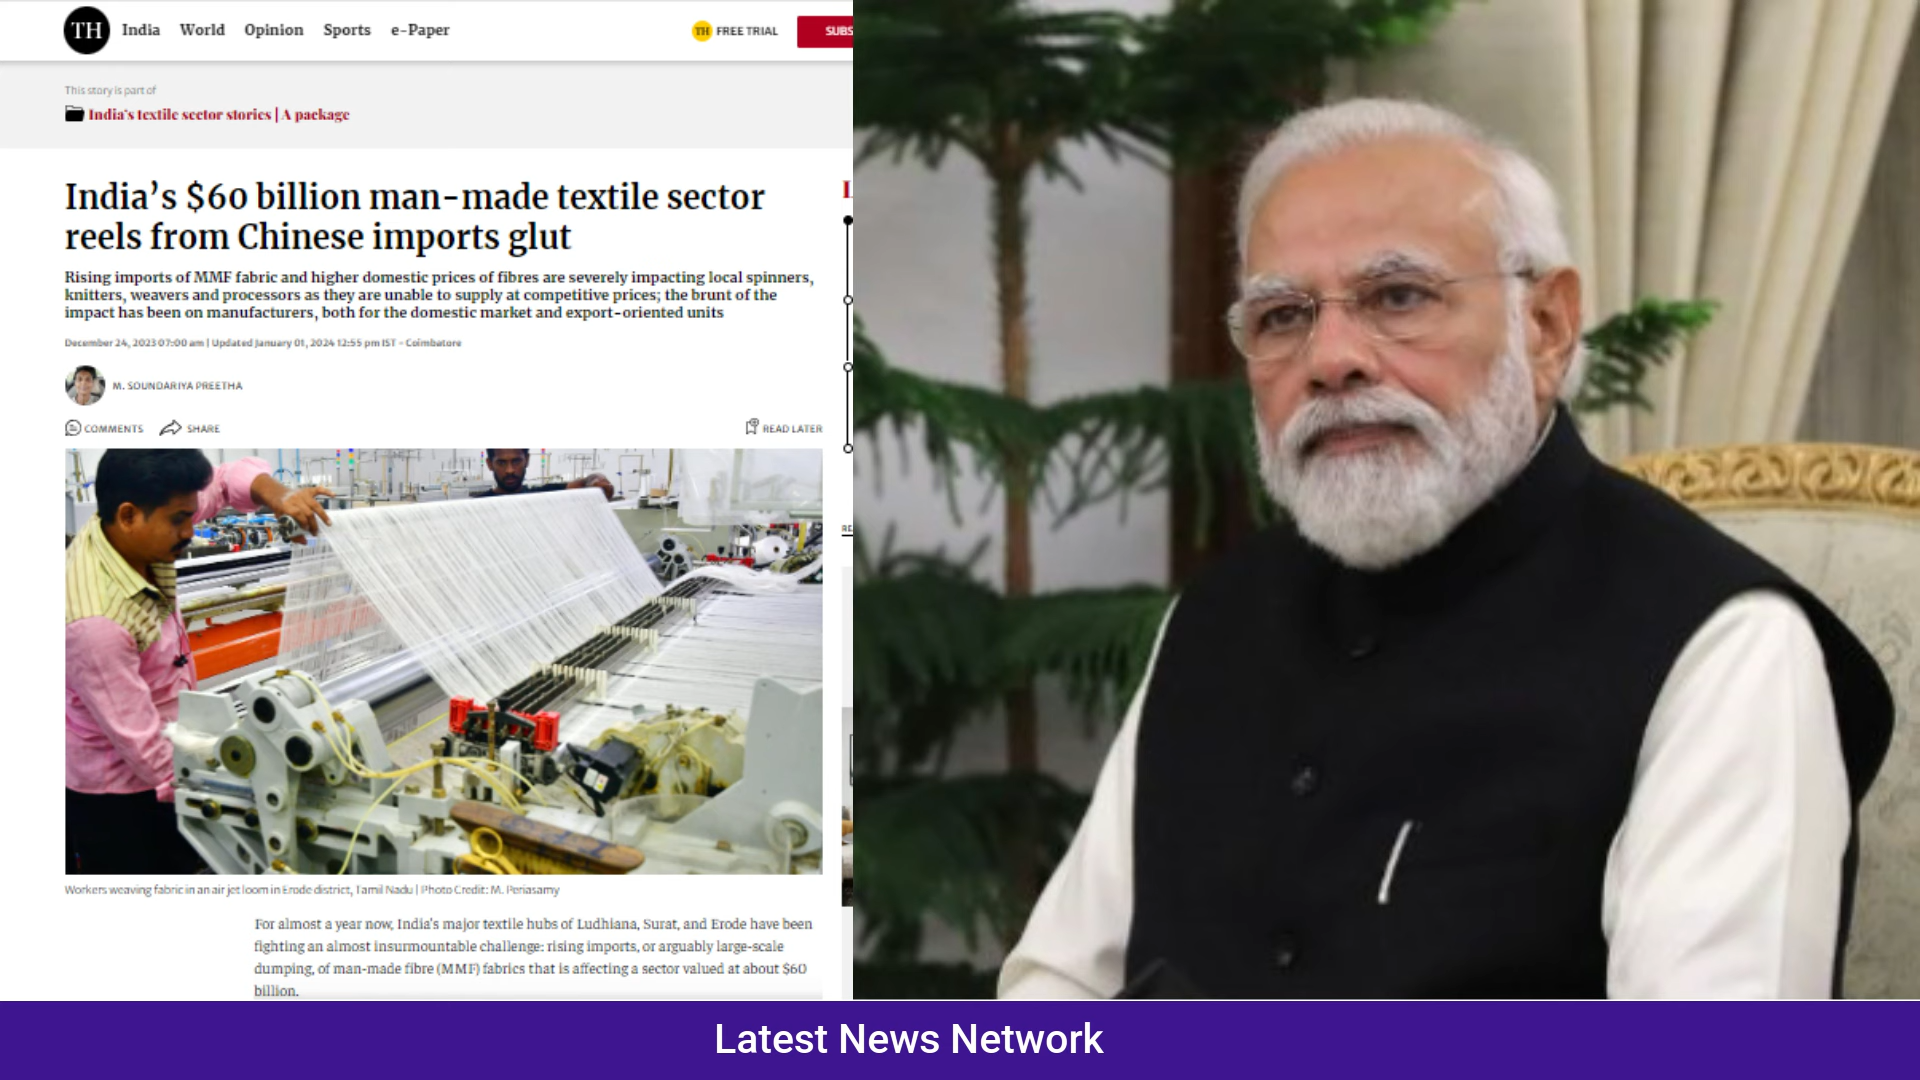 TH India World Opinion Sports e-Paper TH FREE TRIAL SUBS
This story is part of
India's textile sector stories | A package
India's $60 billion man-made textile sector
reels from Chinese imports glut
Rising imports of MMF fabric and higher domestic prices of fibres are severely impacting local spinners,
knitters, weavers and processors as they are unable to supply at competitive prices; the brunt of the
impact has been on manufacturers, both for the domestic market and export-oriented units
December 24, 2023 07:00 am | Updated January 01, 2024 12:55 pm IST - Coimbatore
M. SOUNDARIYA PREETHA
COMMENTS SHARE READ LATER
Workers weaving fabric in an air jet loom in Erode district, Tamil Nadu | Photo Credit: M. Periasamy
For almost a year now, India's major textile hubs of Ludhiana, Surat, and Erode have been
fighting an almost insurmountable challenge: rising imports, or arguably large-scale
dumping, of man-made fibre (MMF) fabrics that is affecting a sector valued at about $60
billion.
Latest News Network